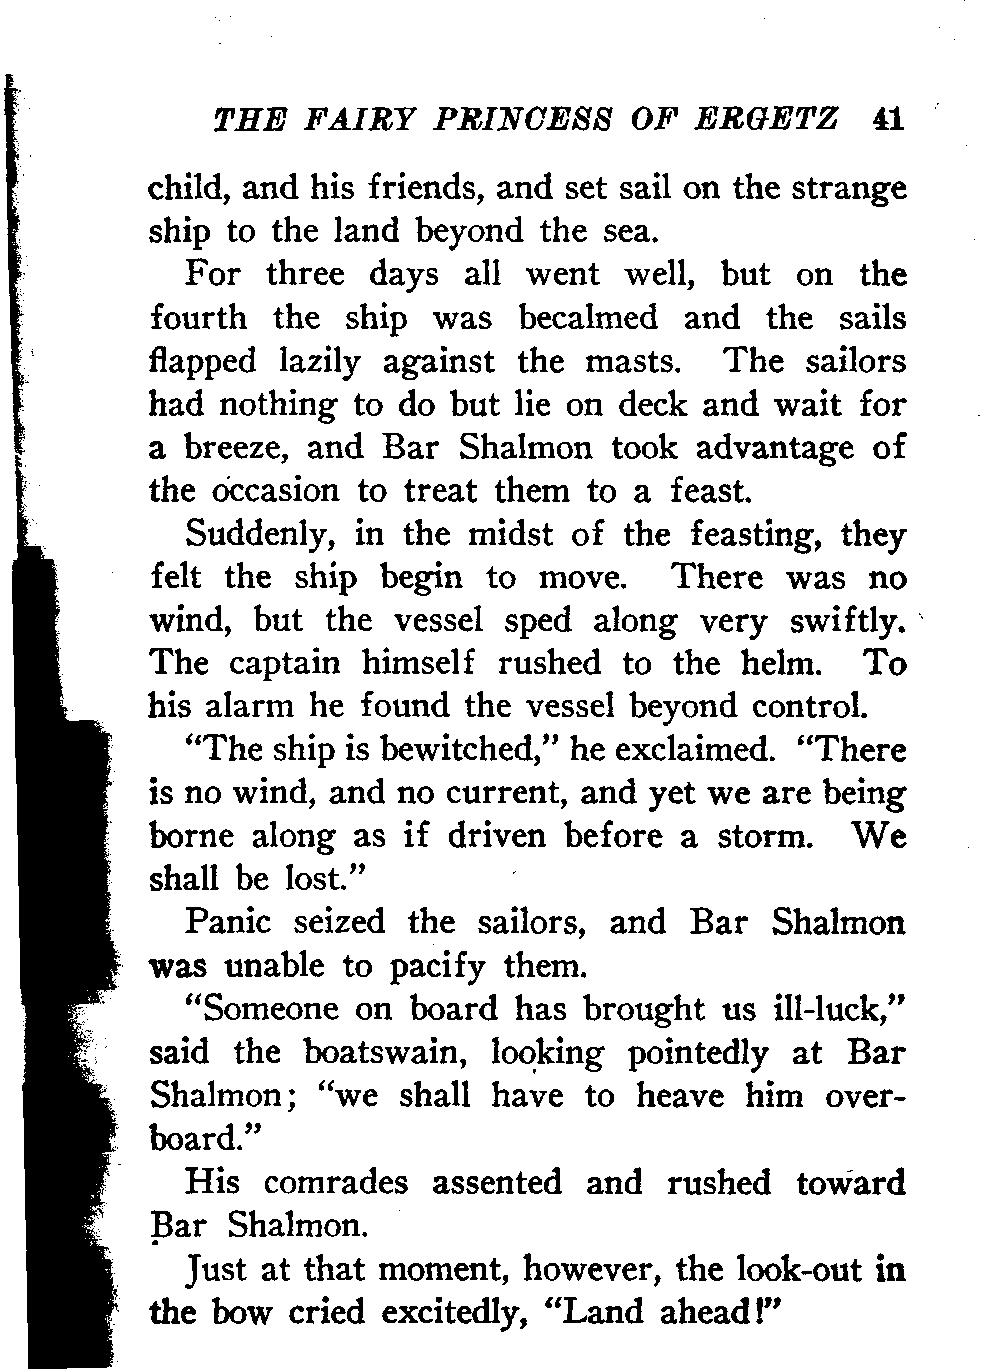 THE FAIRY PRINCESS OF ERGETZ 41
child, and his friends, and set sail on the strange
ship to the land beyond the sea.
For three days all went well, but on the
fourth the ship was becalmed and the sails
flapped lazily against the masts. The sailors
had nothing to do but lie on deck and wait for
a breeze, and Bar Shalmon took advantage of
the occasion to treat them to a feast.
Suddenly, in the midst of the feasting, they
felt the ship begin to move. There was no
wind, but the vessel sped along very swiftly.
The captain himself rushed to the helm. To
his alarm he found the vessel beyond control.
“The ship is bewitched,” he exclaimed. “There
is no wind, and no current, and yet we are being
borne along as if driven before a storm. We
shall be lost.”
Panic seized the sailors, and Bar Shalmon
was unable to pacify them.
“Someone on board has brought us ill-luck,”
said the boatswain, looking pointedly at Bar
Shalmon; “we shall have to heave him over-
board.”
His comrades assented and rushed toward
Bar Shalmon.
Just at that moment, however, the look-out in
the bow cried excitedly, “Land ahead!”